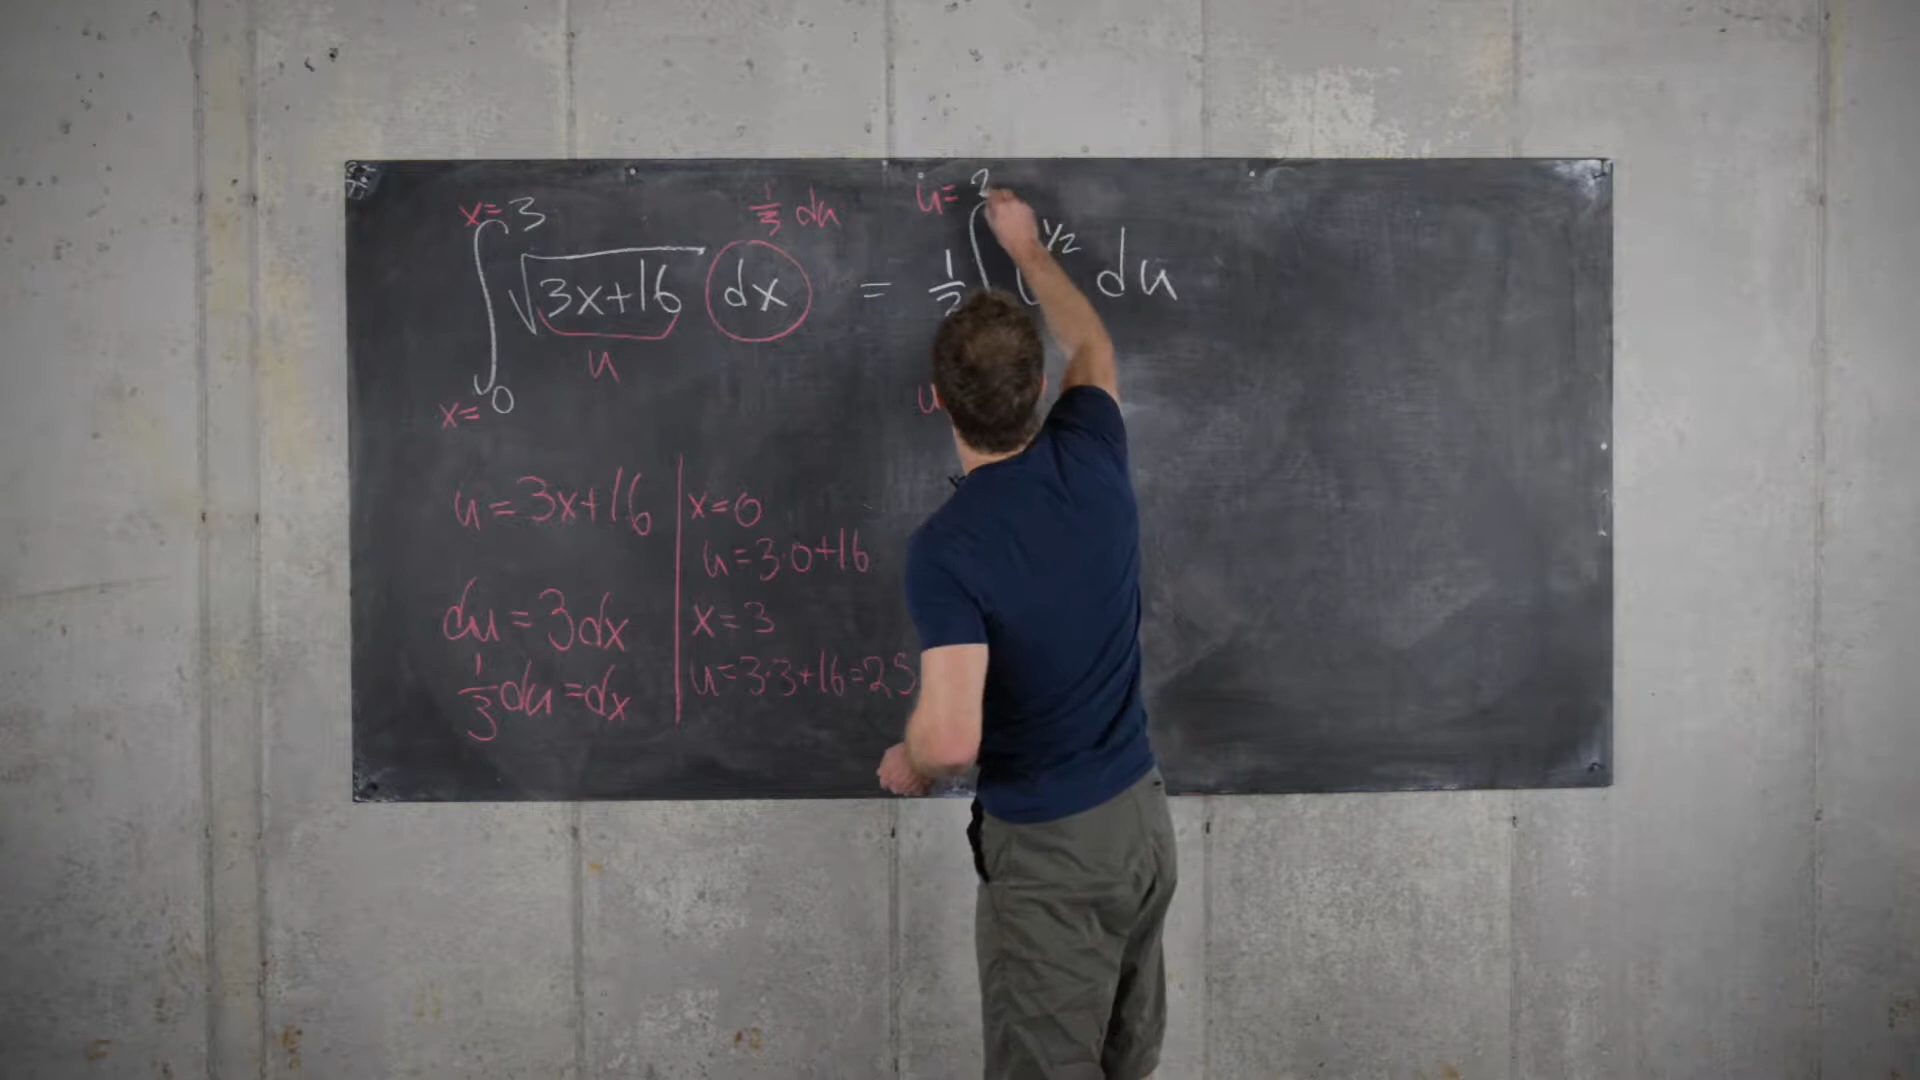 x=3 1/3 du u= 2
∫ √3x+16 dx = 1/3 ∫ u^1/2 du
u
x=0 u
u=3x+16
du=3dx
1/3 du=dx
x=0
u=3·0+16
x=3
u=3·3+16=25